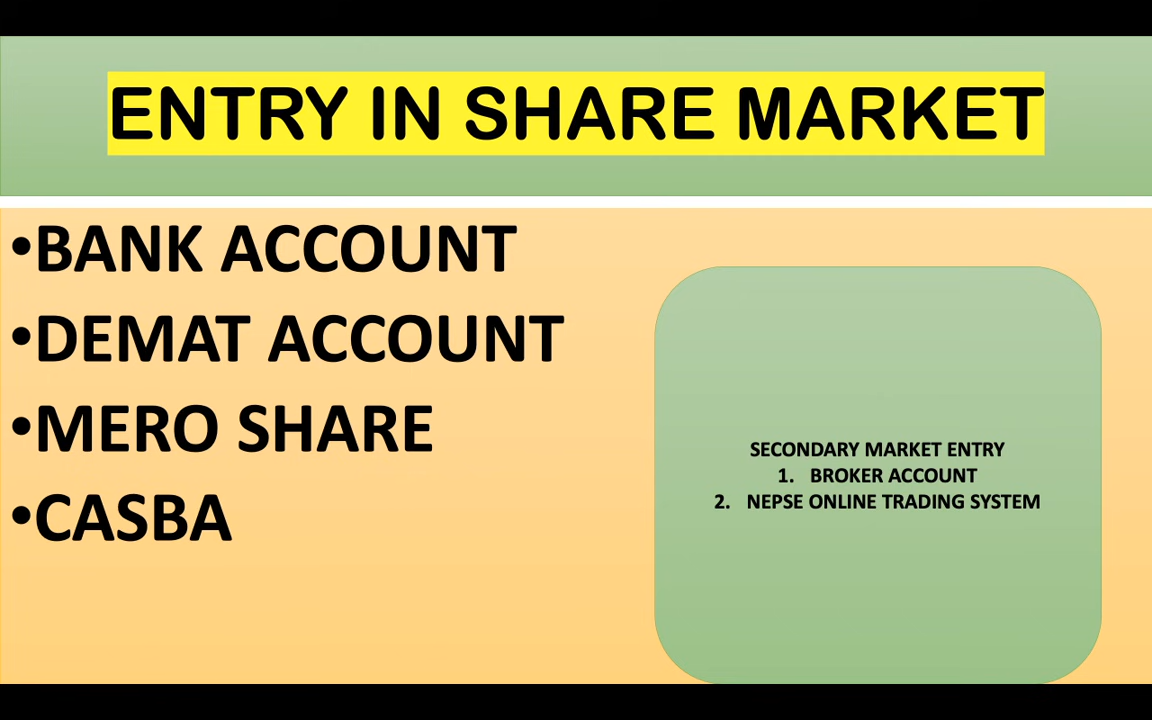 ENTRY IN SHARE MARKET
•BANK ACCOUNT
•DEMAT ACCOUNT
•MERO SHARE
•CASBA
SECONDARY MARKET ENTRY
1. BROKER ACCOUNT
2. NEPSE ONLINE TRADING SYSTEM